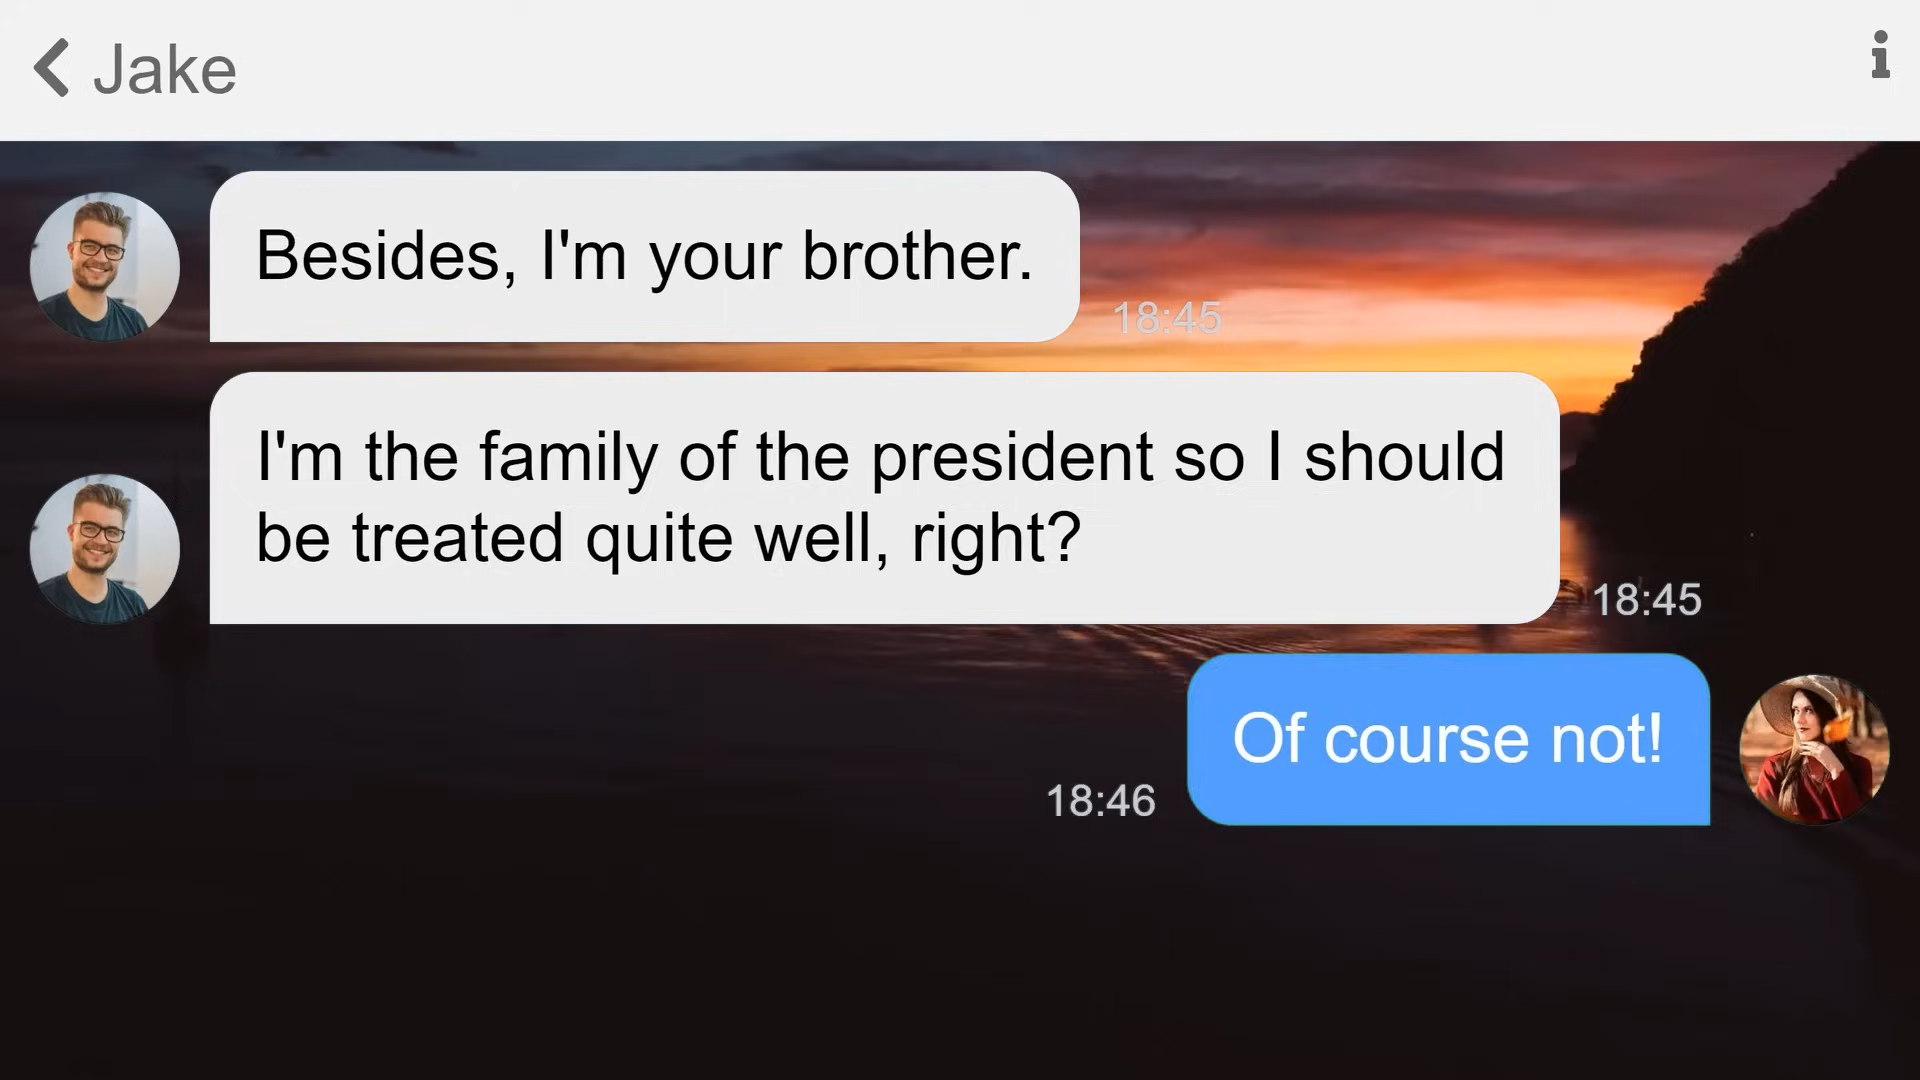 Jake
Besides, I'm your brother.
18:45
I'm the family of the president so I should
be treated quite well, right?
18:45
Of course not!
18:46